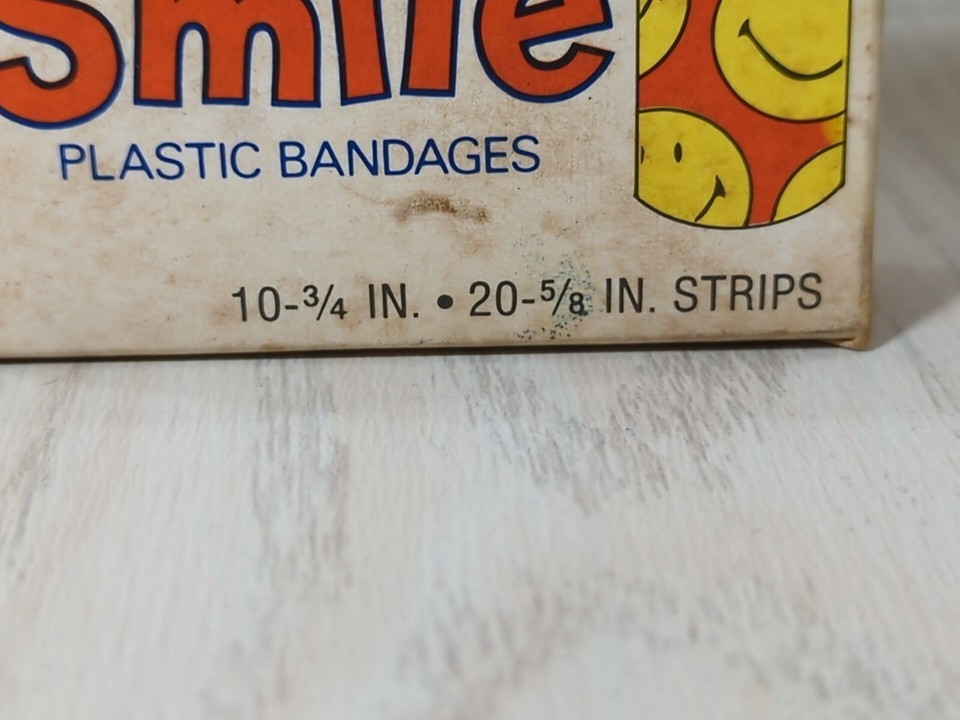 Smile
PLASTIC BANDAGES
10-¾ IN. • 20-⅝ IN. STRIPS